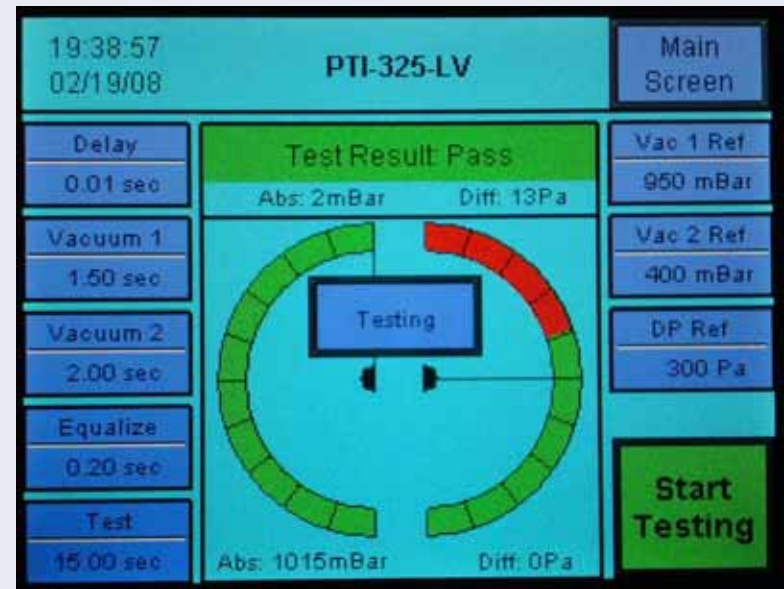 19:38:57
02/19/08
PTI-325-LV
Main
Screen
Delay
0.01 sec
Vacuum 1
1.50 sec
Vacuum 2
2.00 sec
Equalize
0.20 sec
Test
15.00 sec
Test Result: Pass
Abs: 2mBar
Diff: 13Pa
Testing
Abs: 1015mBar
Diff: 0Pa
Vac 1 Ref
950 mBar
Vac 2 Ref
400 mBar
DP Ref
300 Pa
Start
Testing